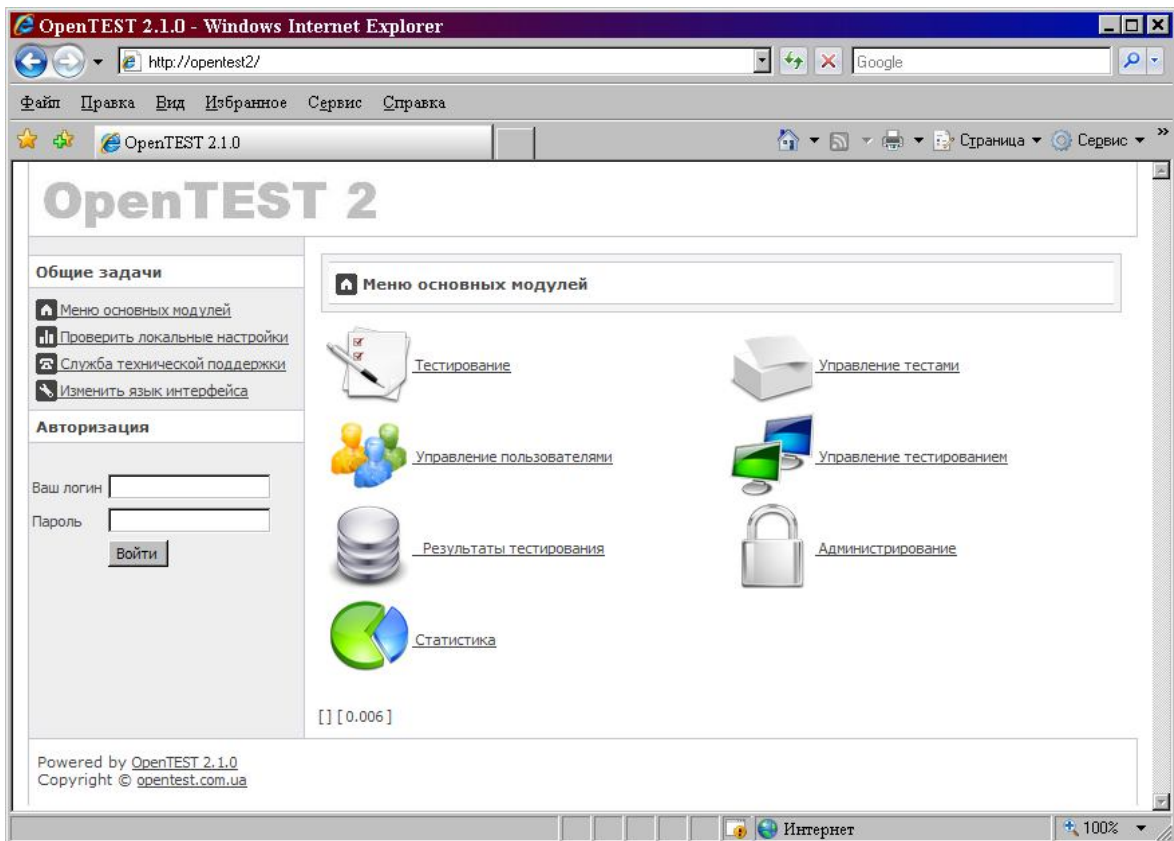 OpenTEST 2.1.0 - Windows Internet Explorer
http://opentest2/
Google
Файл Правка Вид Избранное Сервис Справка
OpenTEST 2.1.0
Страница Сервис »
OpenTEST 2
Общие задачи
Меню основных модулей
Проверить локальные настройки
Служба технической поддержки
Изменить язык интерфейса
Авторизация
Ваш логин
Пароль
Войти
Меню основных модулей
Тестирование
Управление тестами
Управление пользователями
Управление тестированием
Результаты тестирования
Администрирование
Статистика
[ ] [ 0.006 ]
Powered by OpenTEST 2.1.0
Copyright © opentest.com.ua
Интернет
100%